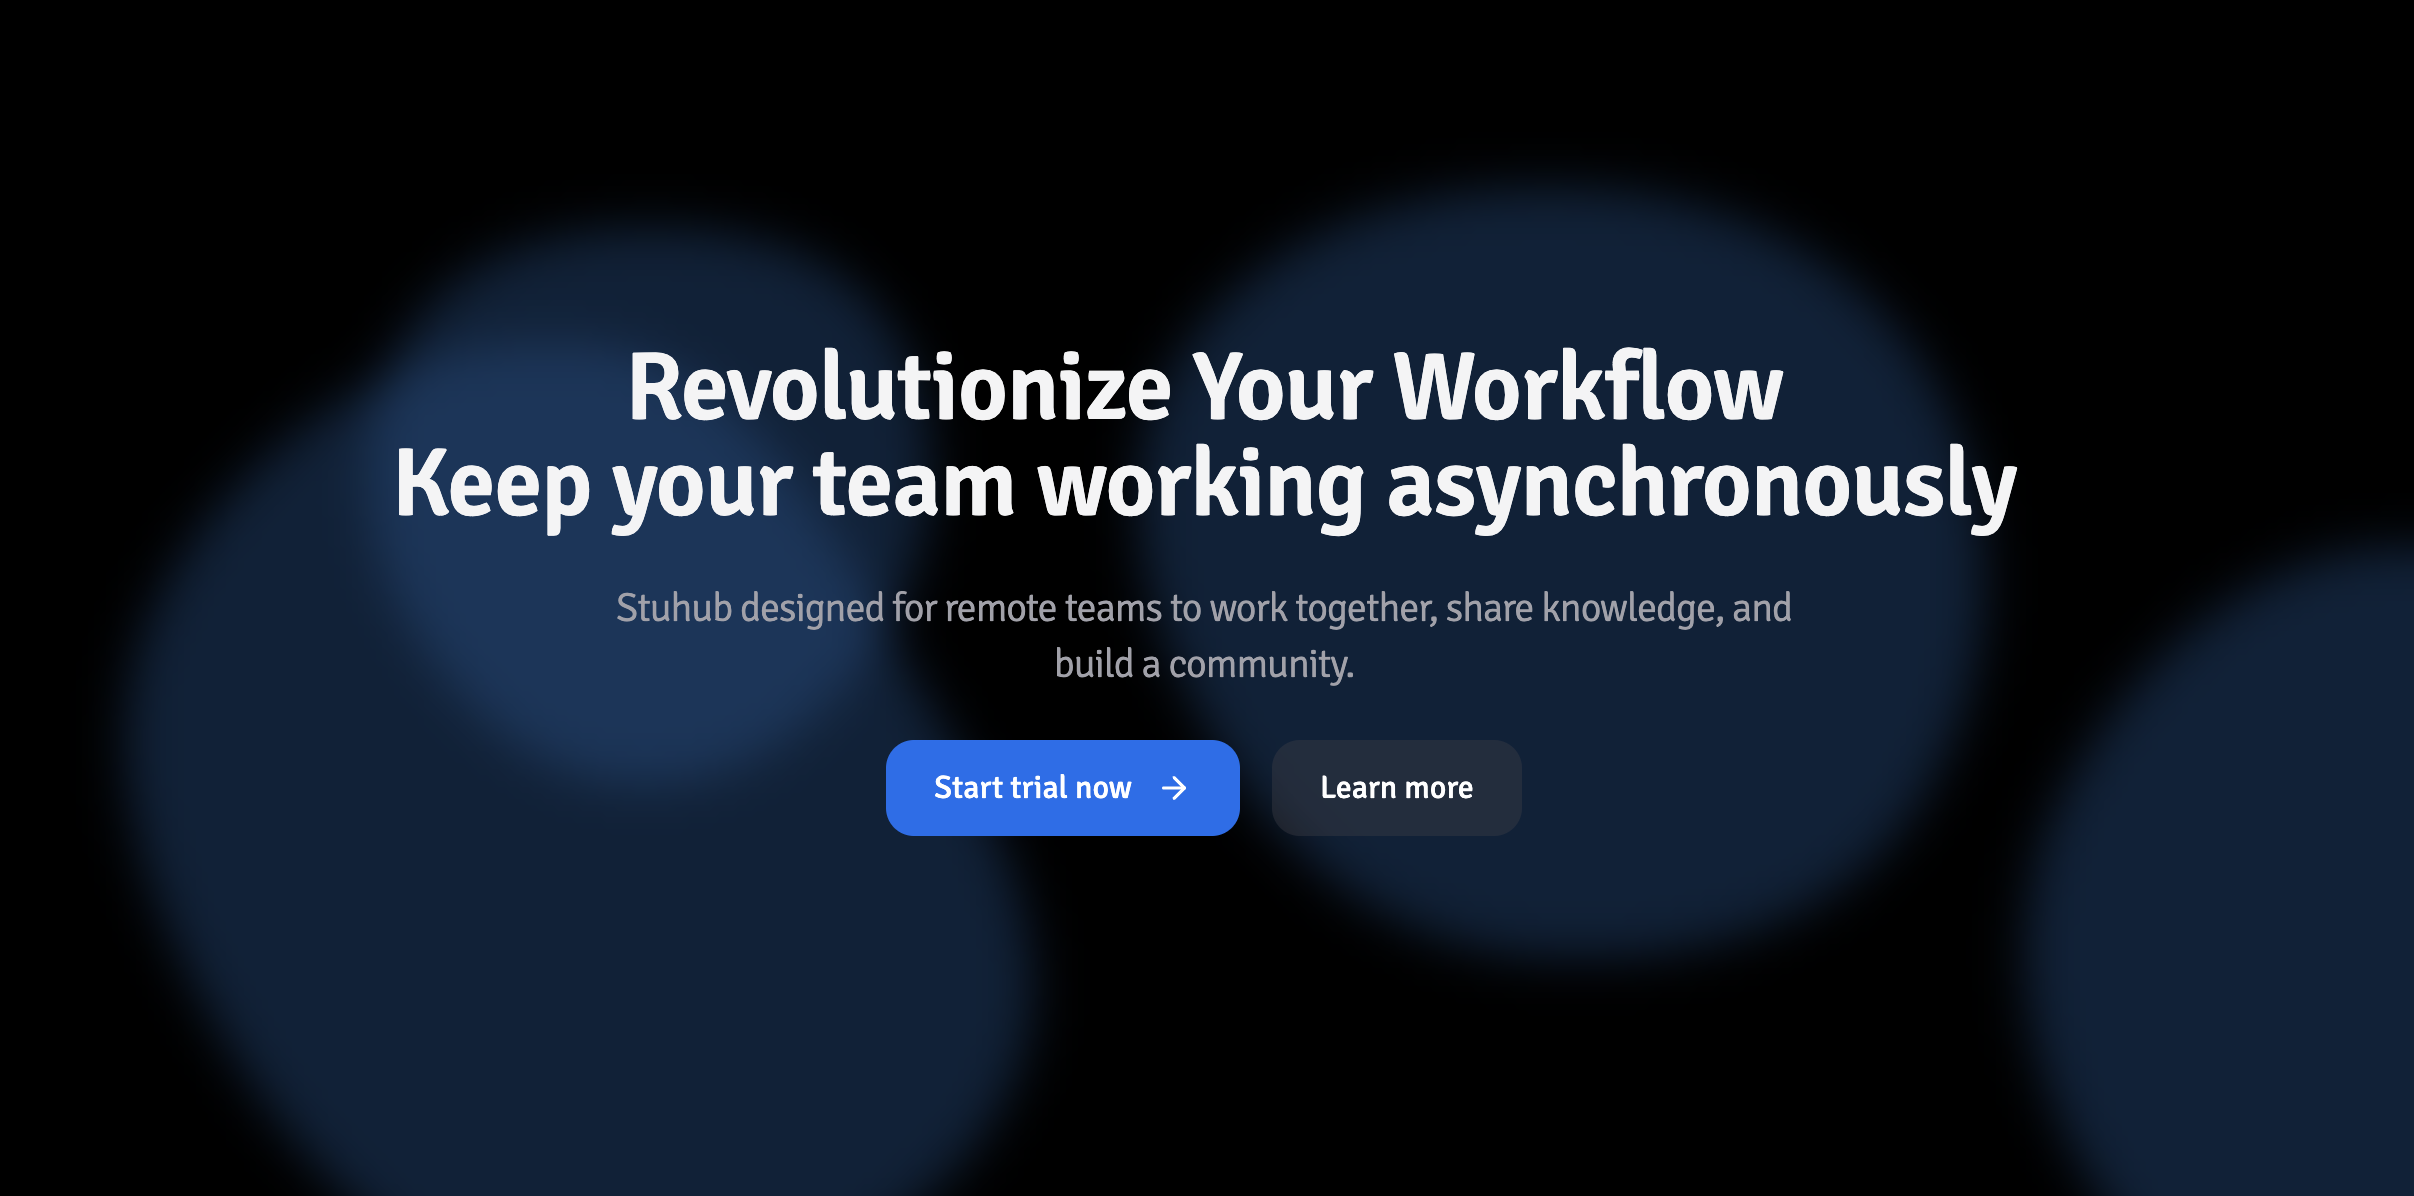 Revolutionize Your Workflow
Keep your team working asynchronously
Stuhub designed for remote teams to work together, share knowledge, and
build a community.
Start trial now
Learn more